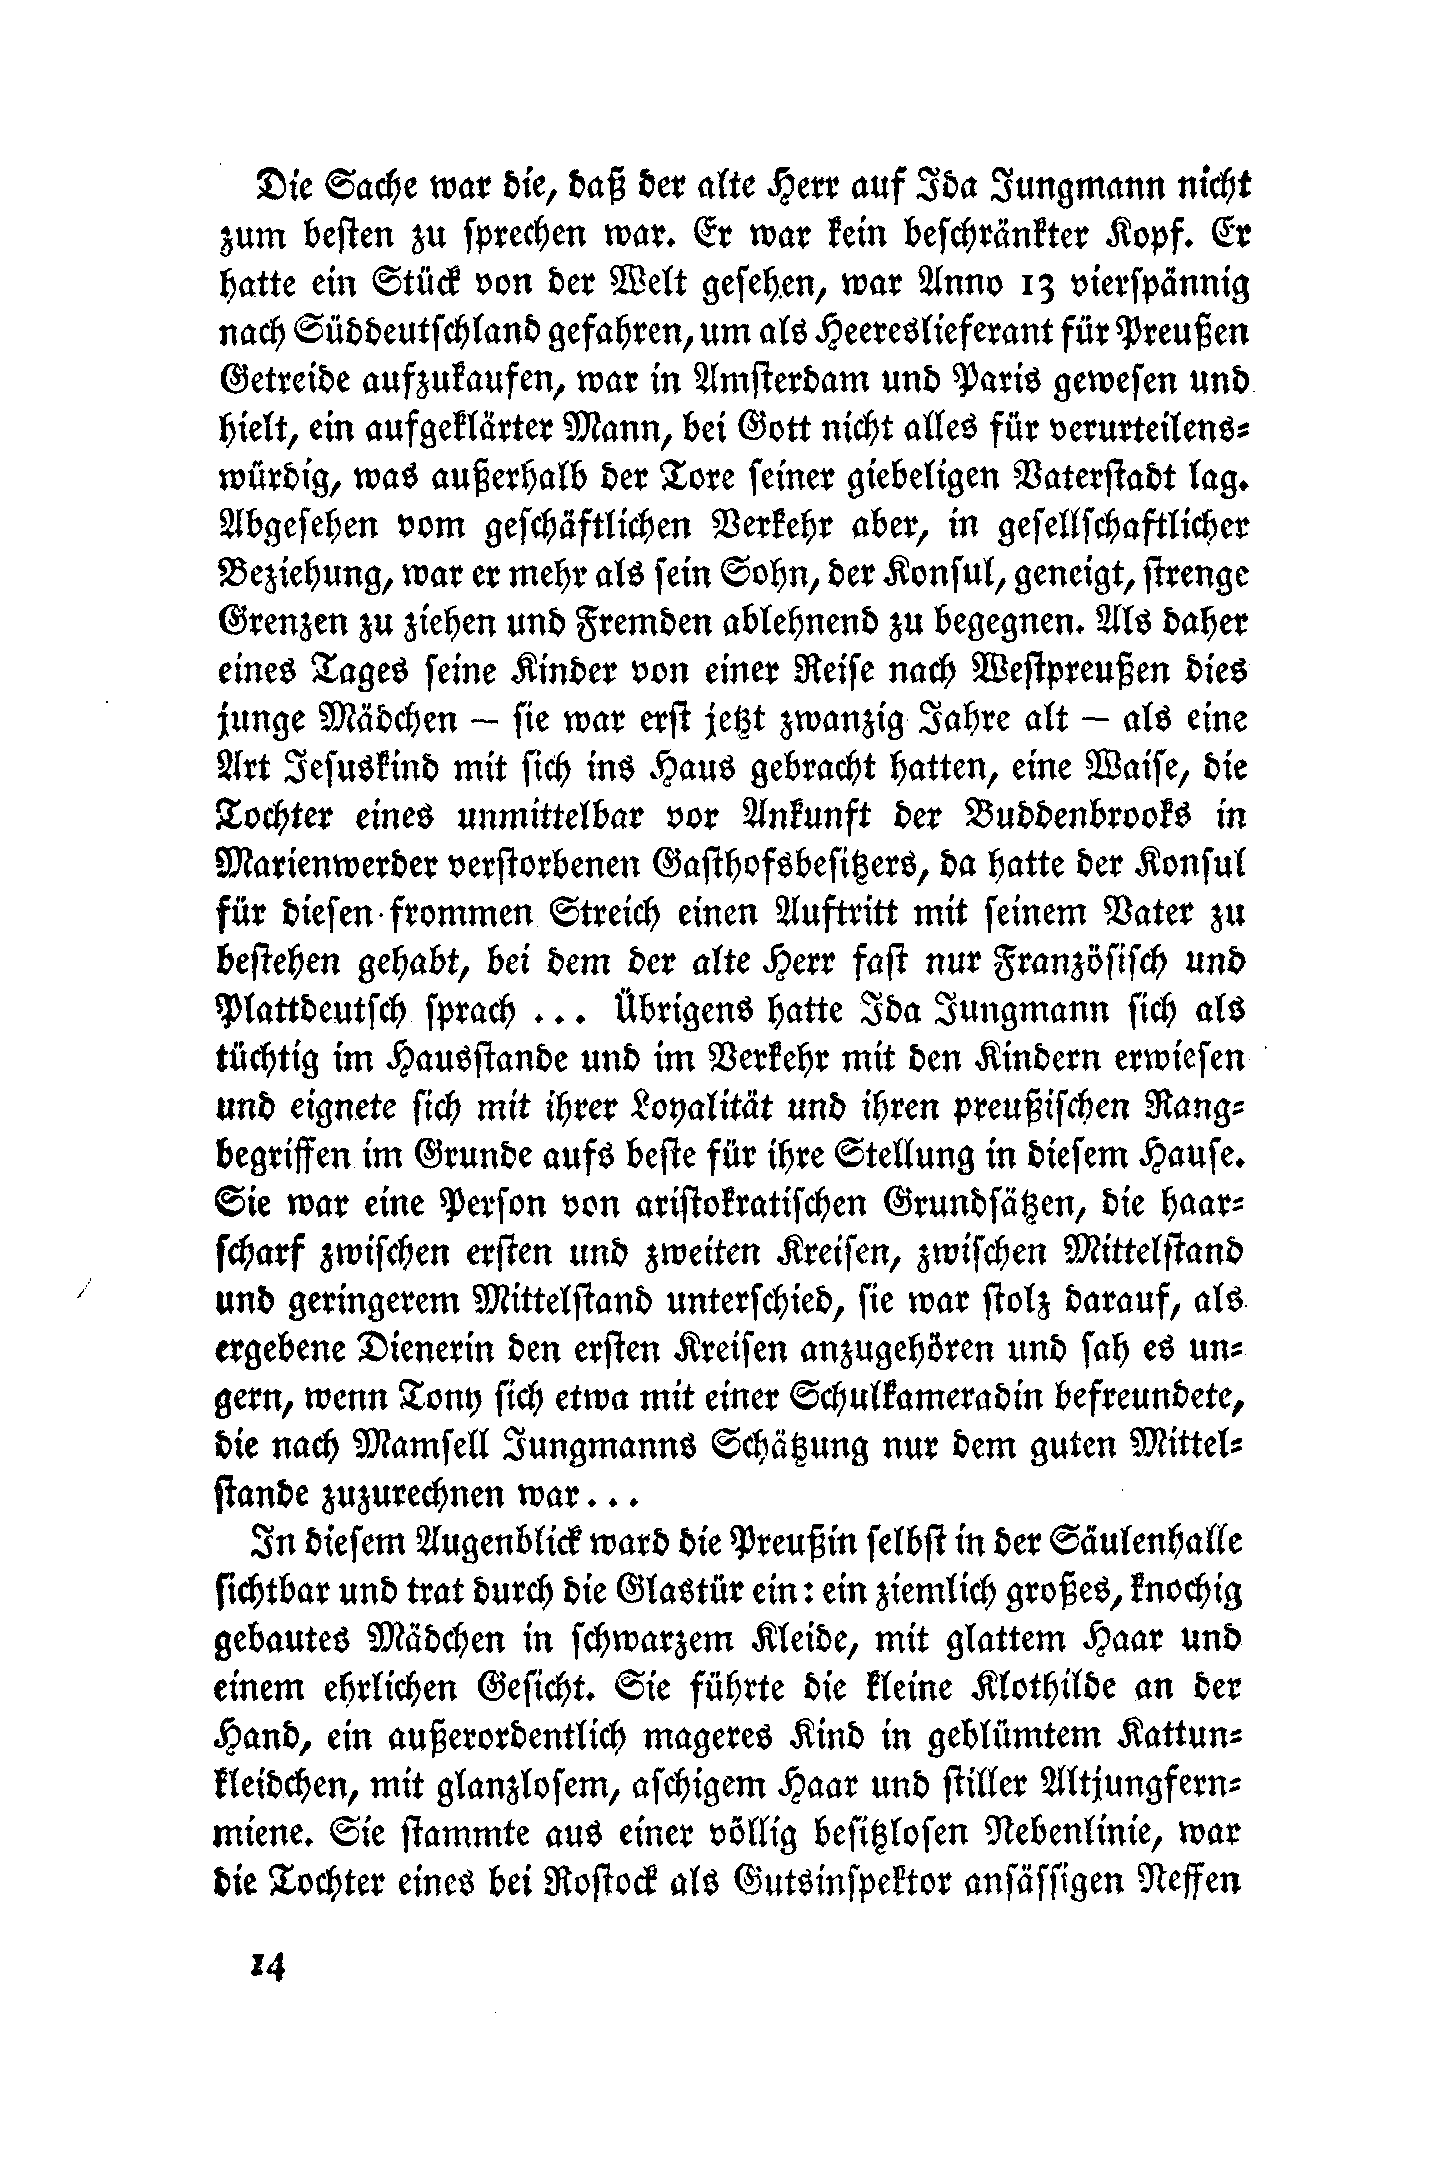 Die Sache war die, daß der alte Herr auf Ida Jungmann nicht
zum besten zu sprechen war. Er war kein beschränkter Kopf. Er
hatte ein Stück von der Welt gesehen, war Anno 13 vierspännig
nach Süddeutschland gefahren, um als Heereslieferant für Preußen
Getreide aufzukaufen, war in Amsterdam und Paris gewesen und
hielt, ein aufgeklärter Mann, bei Gott nicht alles für verurteilens-
würdig, was außerhalb der Tore seiner giebeligen Vaterstadt lag.
Abgesehen vom geschäftlichen Verkehr aber, in gesellschaftlicher
Beziehung, war er mehr als sein Sohn, der Konsul, geneigt, strenge
Grenzen zu ziehen und Fremden ablehnend zu begegnen. Als daher
eines Tages seine Kinder von einer Reise nach Westpreußen dies
junge Mädchen — sie war erst jetzt zwanzig Jahre alt — als eine
Art Jesuskind mit sich ins Haus gebracht hatten, eine Waise, die
Tochter eines unmittelbar vor Ankunft der Buddenbrooks in
Marienwerder verstorbenen Gasthofsbesitzers, da hatte der Konsul
für diesen frommen Streich einen Auftritt mit seinem Vater zu
bestehen gehabt, bei dem der alte Herr fast nur Französisch und
Plattdeutsch sprach ... Übrigens hatte Ida Jungmann sich als
tüchtig im Hausstande und im Verkehr mit den Kindern erwiesen
und eignete sich mit ihrer Loyalität und ihren preußischen Rang-
begriffen im Grunde aufs beste für ihre Stellung in diesem Hause.
Sie war eine Person von aristokratischen Grundsätzen, die haar-
scharf zwischen ersten und zweiten Kreisen, zwischen Mittelstand
und geringerem Mittelstand unterschied, sie war stolz darauf, als
ergebene Dienerin den ersten Kreisen anzugehören und sah es un-
gern, wenn Tony sich etwa mit einer Schulkameradin befreundete,
die nach Mamsell Jungmanns Schätzung nur dem guten Mittel-
stande zuzurechnen war...
In diesem Augenblick ward die Preußin selbst in der Säulenhalle
sichtbar und trat durch die Glastür ein: ein ziemlich großes, knochig
gebautes Mädchen in schwarzem Kleide, mit glattem Haar und
einem ehrlichen Gesicht. Sie führte die kleine Klothilde an der
Hand, ein außerordentlich mageres Kind in geblümtem Kattun-
kleidchen, mit glanzlosem, aschigem Haar und stiller Altjungfern-
miene. Sie stammte aus einer völlig besitzlosen Nebenlinie, war
die Tochter eines bei Rostock als Gutsinspektor ansässigen Neffen
14